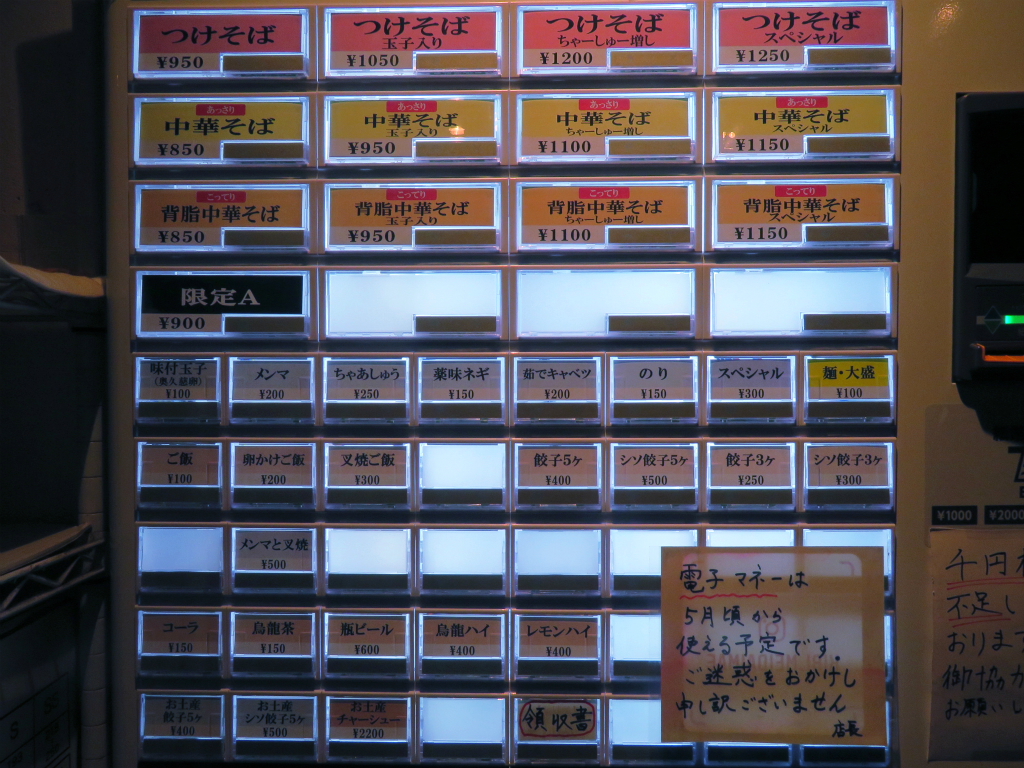 つけそば
¥950
つけそば
玉子入り
¥1050
つけそば
ちゃーしゅー増し
¥1200
つけそば
スペシャル
¥1250
あっさり
中華そば
¥850
あっさり
中華そば
玉子入り
¥950
あっさり
中華そば
ちゃーしゅー増し
¥1100
あっさり
中華そば
スペシャル
¥1150
こってり
背脂中華そば
¥850
こってり
背脂中華そば
玉子入り
¥950
こってり
背脂中華そば
ちゃーしゅー増し
¥1100
こってり
背脂中華そば
スペシャル
¥1150
限定A
¥900
味付玉子
(奥久慈卵)
¥100
メンマ
¥200
ちゃあしゅう
¥250
薬味ネギ
¥150
茹でキャベツ
¥200
のり
¥150
スペシャル
¥300
麺・大盛
¥100
ご飯
¥100
卵かけご飯
¥200
叉焼ご飯
¥300
餃子5ヶ
¥400
シソ餃子5ヶ
¥500
餃子3ヶ
¥250
シソ餃子3ヶ
¥300
メンマと叉焼
¥500
コーラ
¥150
烏龍茶
¥150
瓶ビール
¥600
烏龍ハイ
¥400
レモンハイ
¥400
お土産
餃子5ヶ
¥400
お土産
シソ餃子5ヶ
¥500
お土産
チャーシュー
¥2200
領収書
電子マネーは
5月頃から
使える予定です。
ご迷惑をおかけし
申し訳ございません
店長
¥1000 ¥2000
千円
不足し
おりま
御協力
お願いし